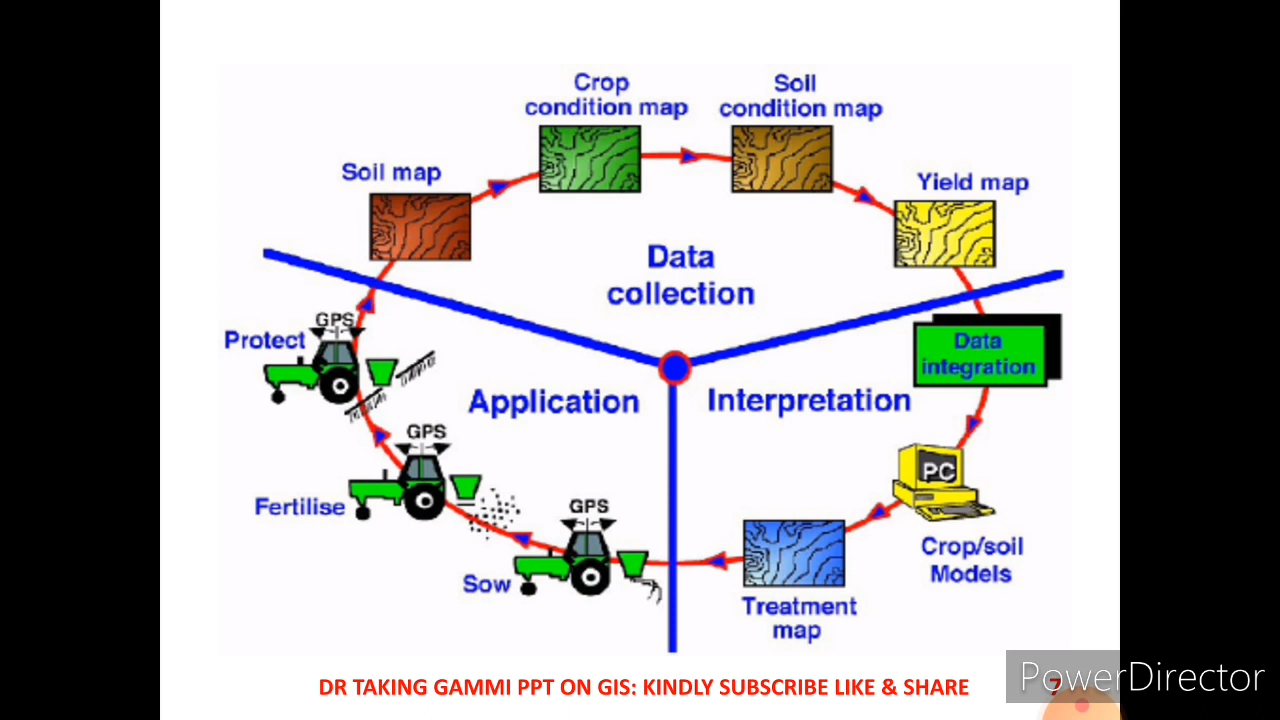 Crop
condition map
Soil
condition map
Soil map
Yield map
Data
collection
GPS
Protect
Data
integration
Application
Interpretation
GPS
PC
Fertilise
GPS
Crop/soil
Models
Sow
Treatment
map
DR TAKING GAMMI PPT ON GIS: KINDLY SUBSCRIBE LIKE & SHARE
7
PowerDirector